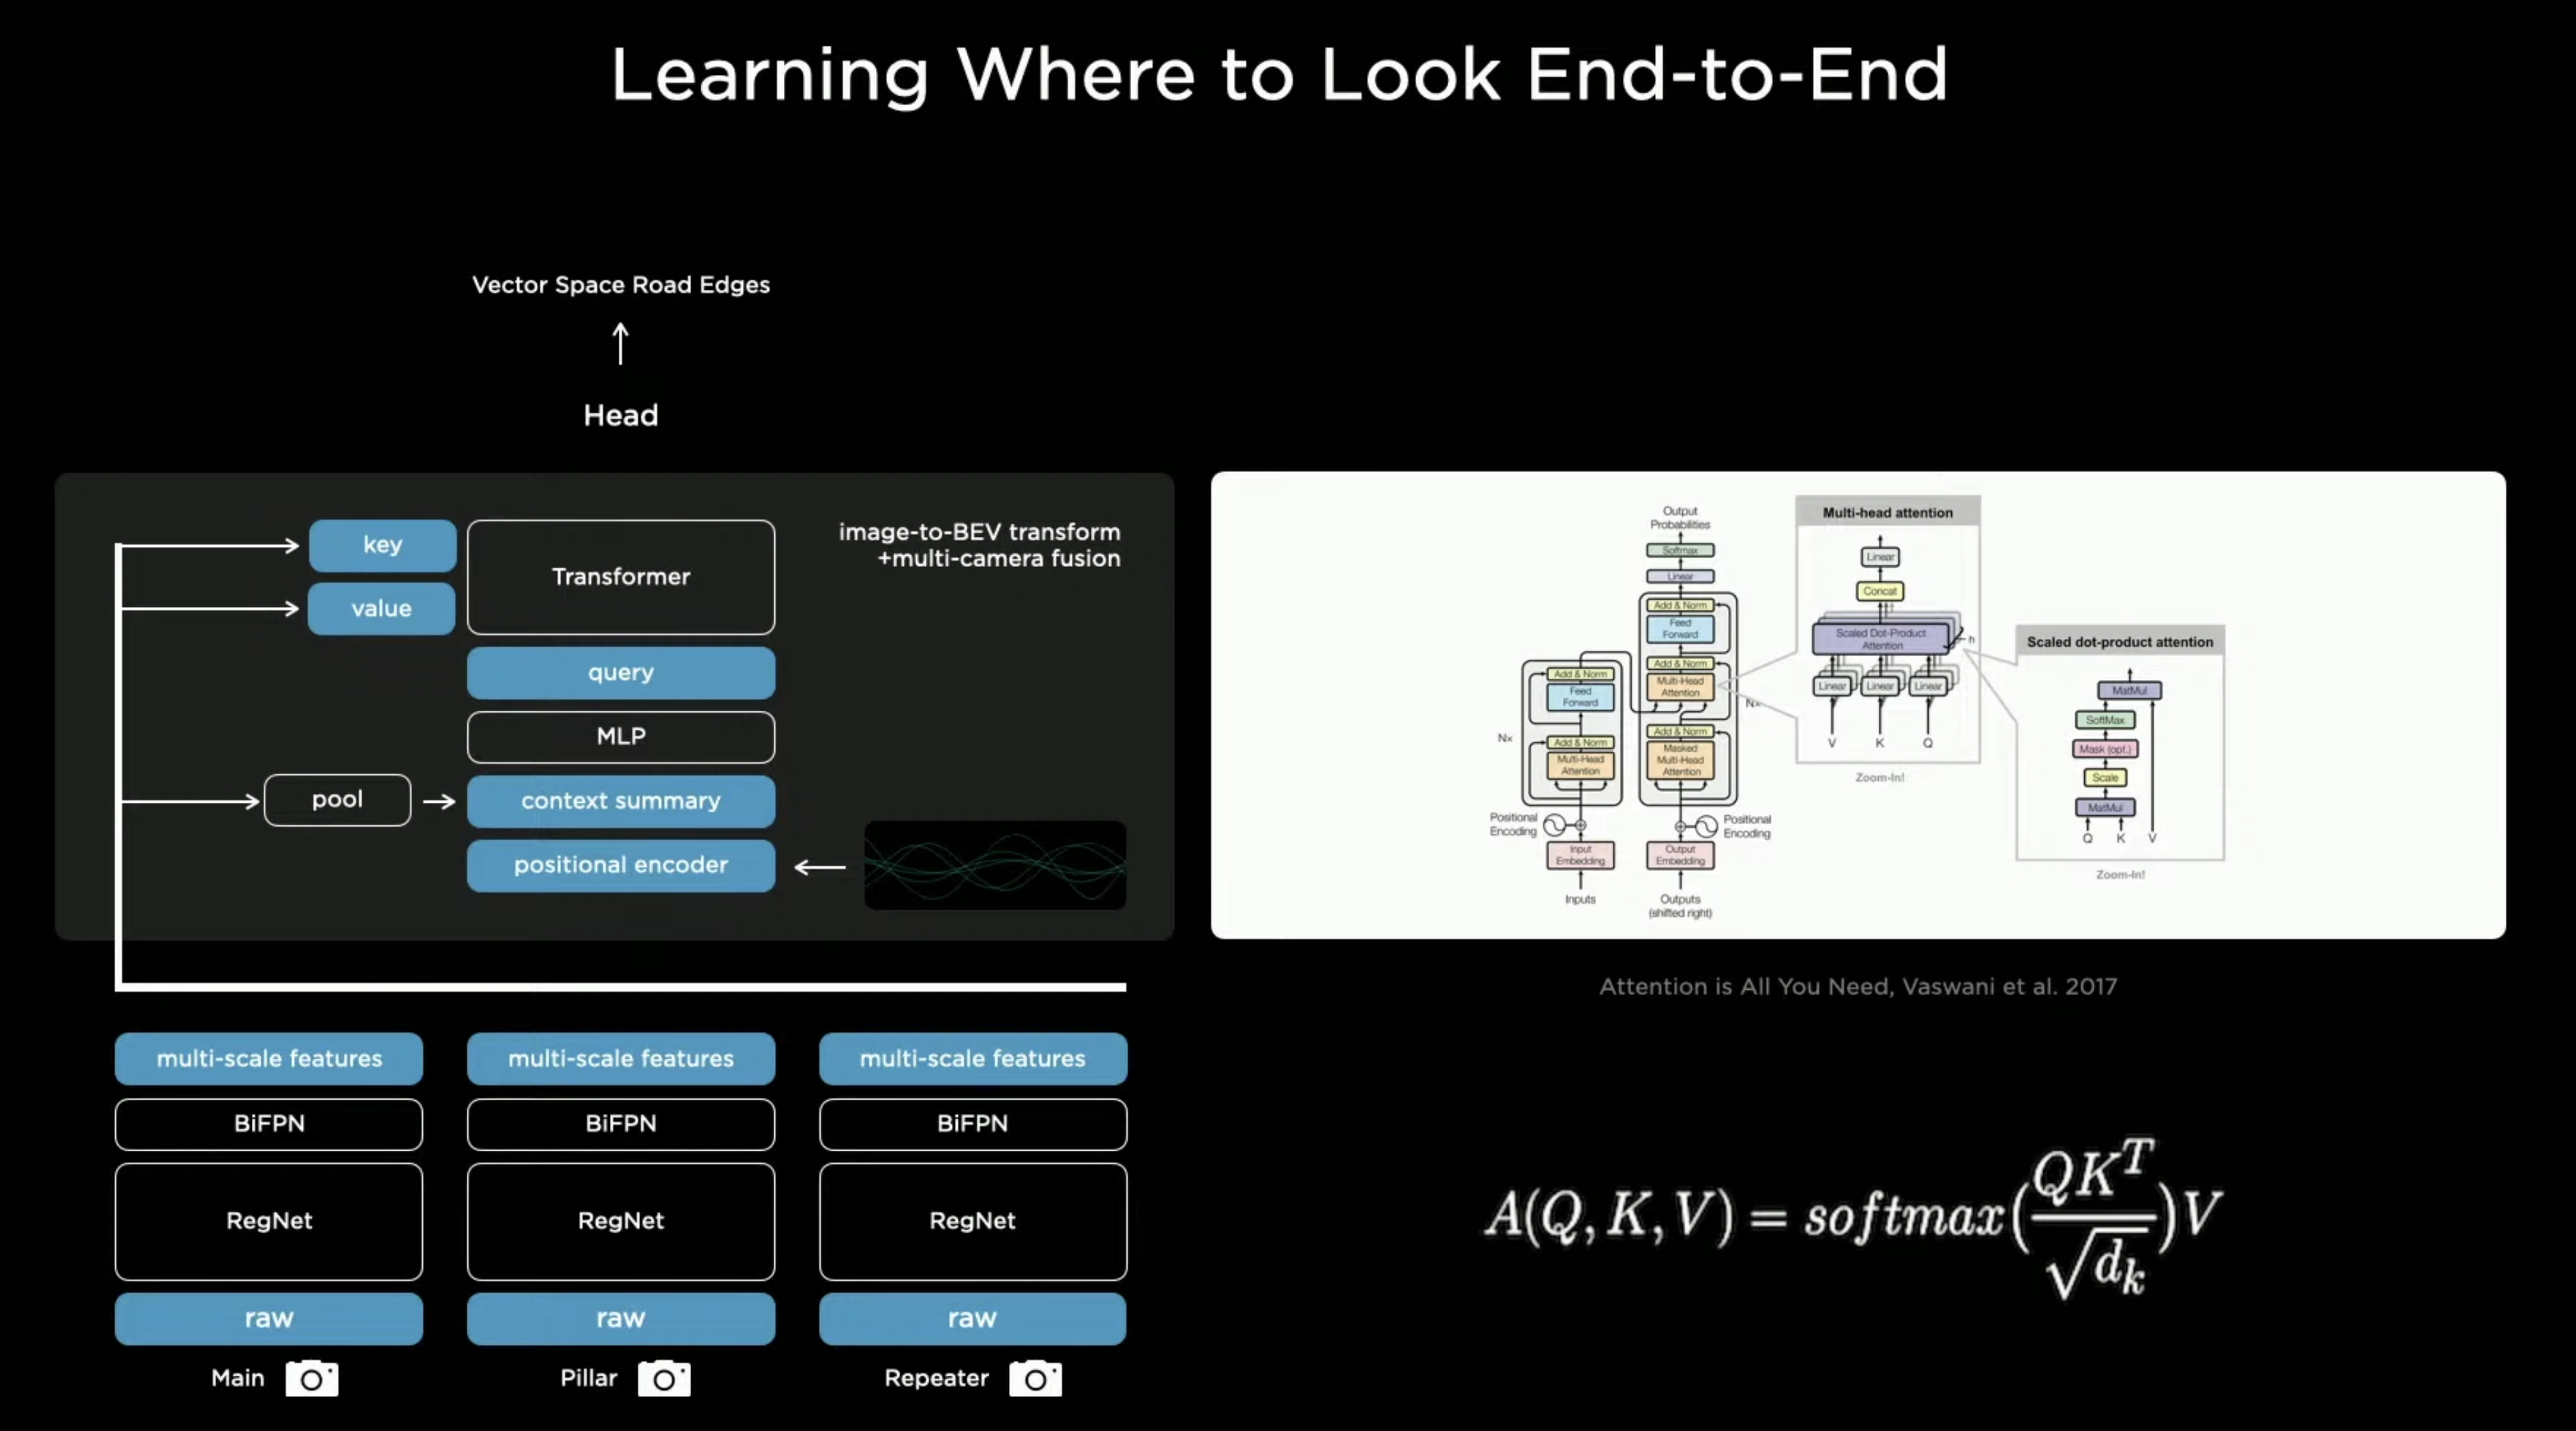 Learning Where to Look End-to-End
Vector Space Road Edges
Head
key
Transformer
value
query
MLP
pool
context summary
positional encoder
image-to-BEV transform
+multi-camera fusion
multi-scale features
multi-scale features
multi-scale features
BiFPN
BiFPN
BiFPN
RegNet
RegNet
RegNet
raw
raw
raw
Main
Pillar
Repeater
Output
Probabilities
Softmax
Linear
Add & Norm
Feed
Forward
Add & Norm
Multi-Head
Attention
Add & Norm
Masked
Multi-Head
Attention
Nx
Positional
Encoding
Output
Embedding
Outputs
(shifted right)
Add & Norm
Feed
Forward
Add & Norm
Multi-Head
Attention
Nx
Positional
Encoding
Input
Embedding
Inputs
Multi-head attention
Linear
Concat
Scaled Dot-Product
Attention
h
Linear
Linear
Linear
V
K
Q
Zoom-In!
Scaled dot-product attention
MatMul
SoftMax
Mask (opt.)
Scale
MatMul
Q
K
V
Zoom-In!
Attention is All You Need, Vaswani et al. 2017
A(Q, K, V) = softmax(QK^T/√d_k)V